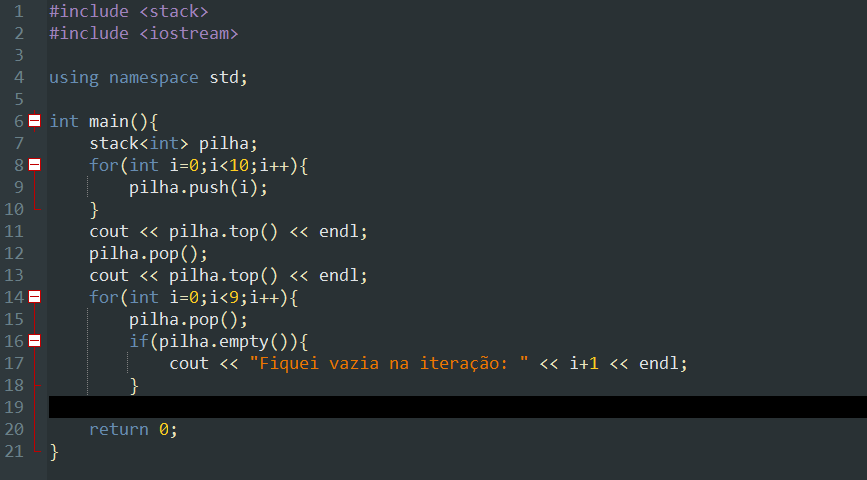 1 #include <stack>
2 #include <iostream>
3
4 using namespace std;
5
6 int main(){
7     stack<int> pilha;
8     for(int i=0;i<10;i++){
9         pilha.push(i);
10     }
11     cout << pilha.top() << endl;
12     pilha.pop();
13     cout << pilha.top() << endl;
14     for(int i=0;i<9;i++){
15         pilha.pop();
16         if(pilha.empty()){
17             cout << "Fiquei vazia na iteração: " << i+1 << endl;
18         }
19
20     return 0;
21 }